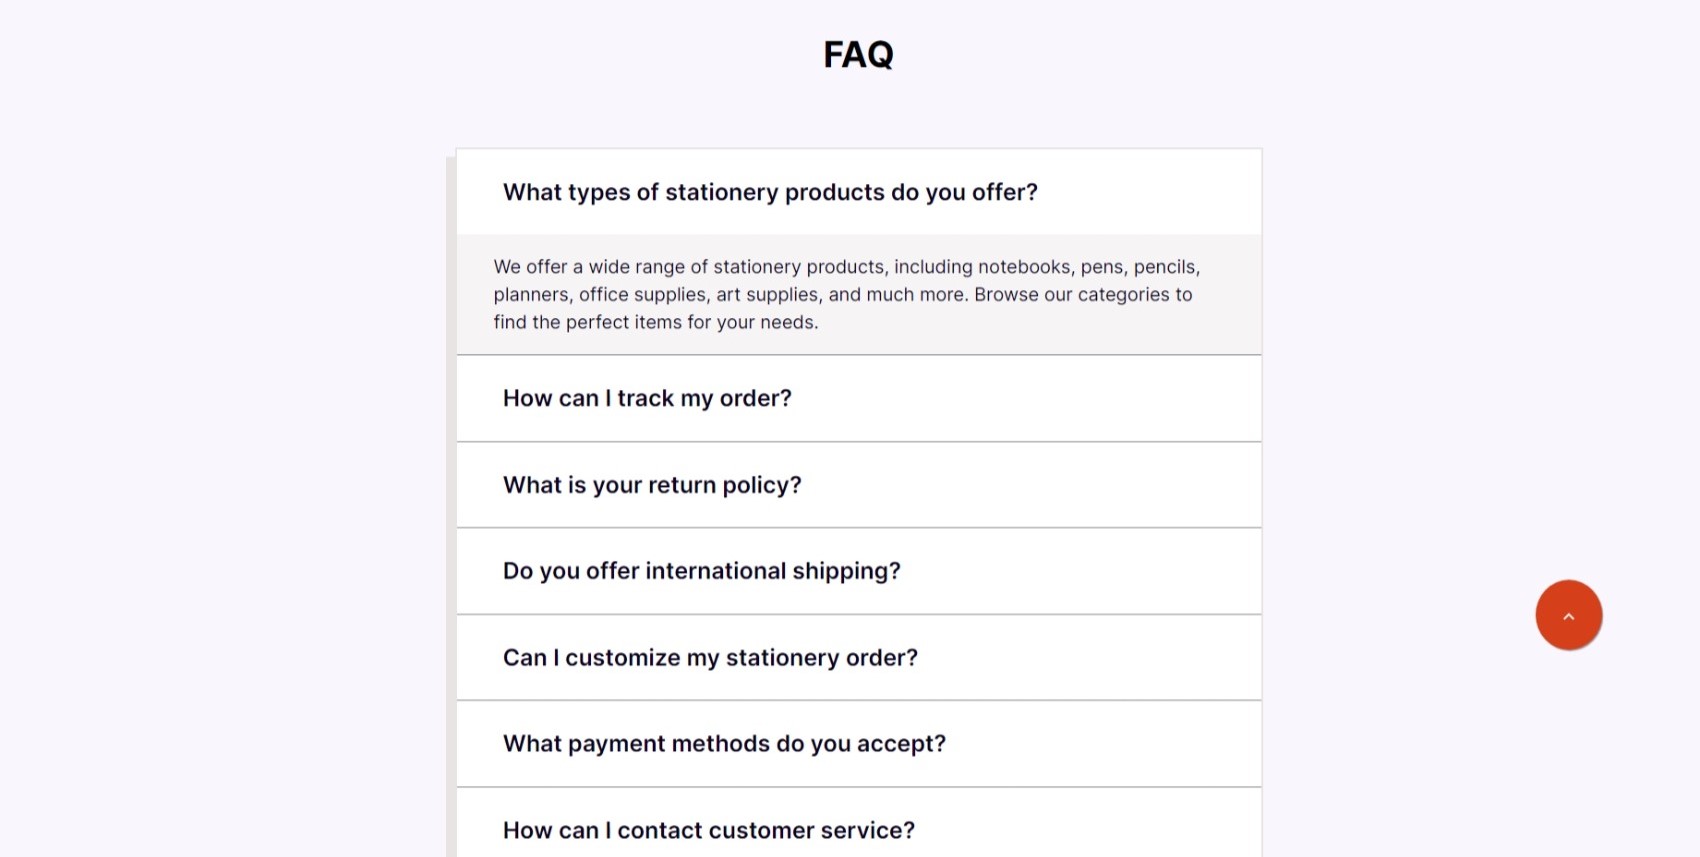 FAQ
What types of stationery products do you offer?
We offer a wide range of stationery products, including notebooks, pens, pencils,
planners, office supplies, art supplies, and much more. Browse our categories to
find the perfect items for your needs.
How can I track my order?
What is your return policy?
Do you offer international shipping?
Can I customize my stationery order?
What payment methods do you accept?
How can I contact customer service?